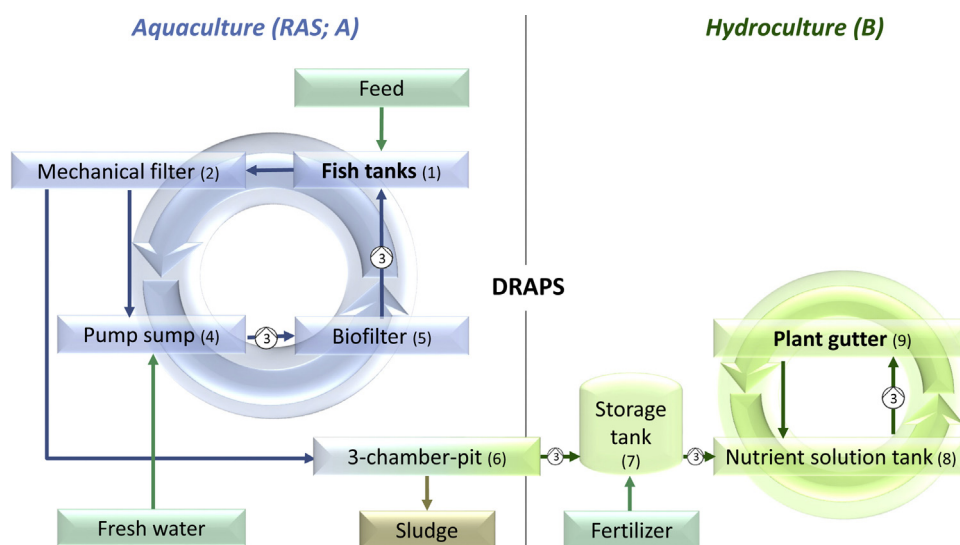 Aquaculture (RAS; A)
Hydroculture (B)
Feed
Mechanical filter (2)
Fish tanks (1)
3
DRAPS
Pump sump (4)
3
Biofilter (5)
Plant gutter (9)
3
Storage
tank
(7)
3-chamber-pit (6)
3
3
Nutrient solution tank (8)
Fresh water
Sludge
Fertilizer